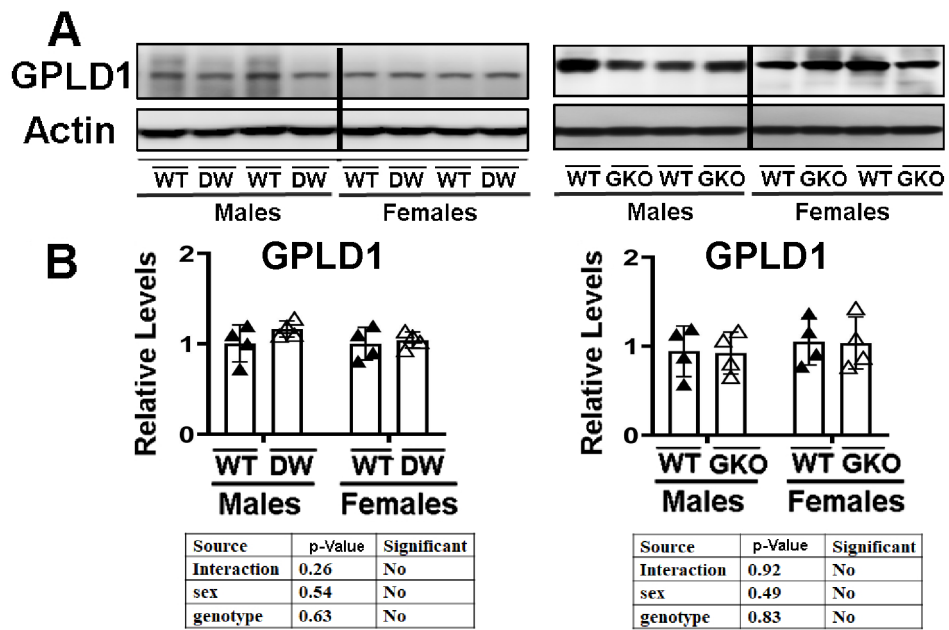 A
GPLD1
Actin
WT DW WT DW WT DW WT DW
Males Females
WT GKO WT GKO WT GKO WT GKO
Males Females
B
GPLD1
Relative Levels
2
1
0
WT DW WT DW
Males Females
Source p-Value Significant
Interaction 0.26 No
sex 0.54 No
genotype 0.63 No
GPLD1
Relative Levels
2
1
0
WT GKO WT GKO
Males Females
Source p-Value Significant
Interaction 0.92 No
sex 0.49 No
genotype 0.83 No